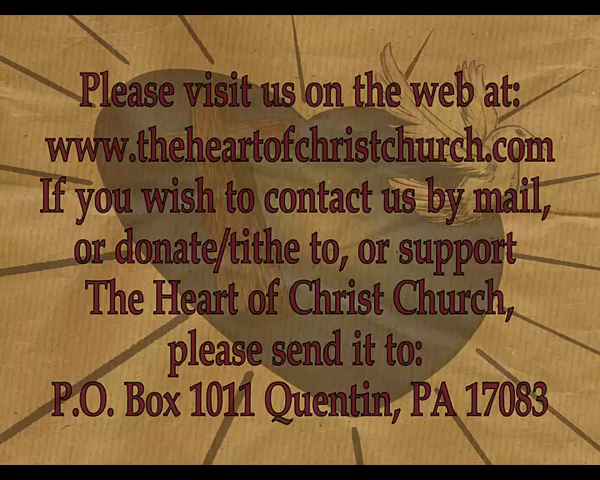 Please visit us on the web at:
www.theheartofchristchurch.com
If you wish to contact us by mail,
or donate/tithe to, or support
The Heart of Christ Church,
please send it to:
P.O. Box 1011 Quentin, PA 17083